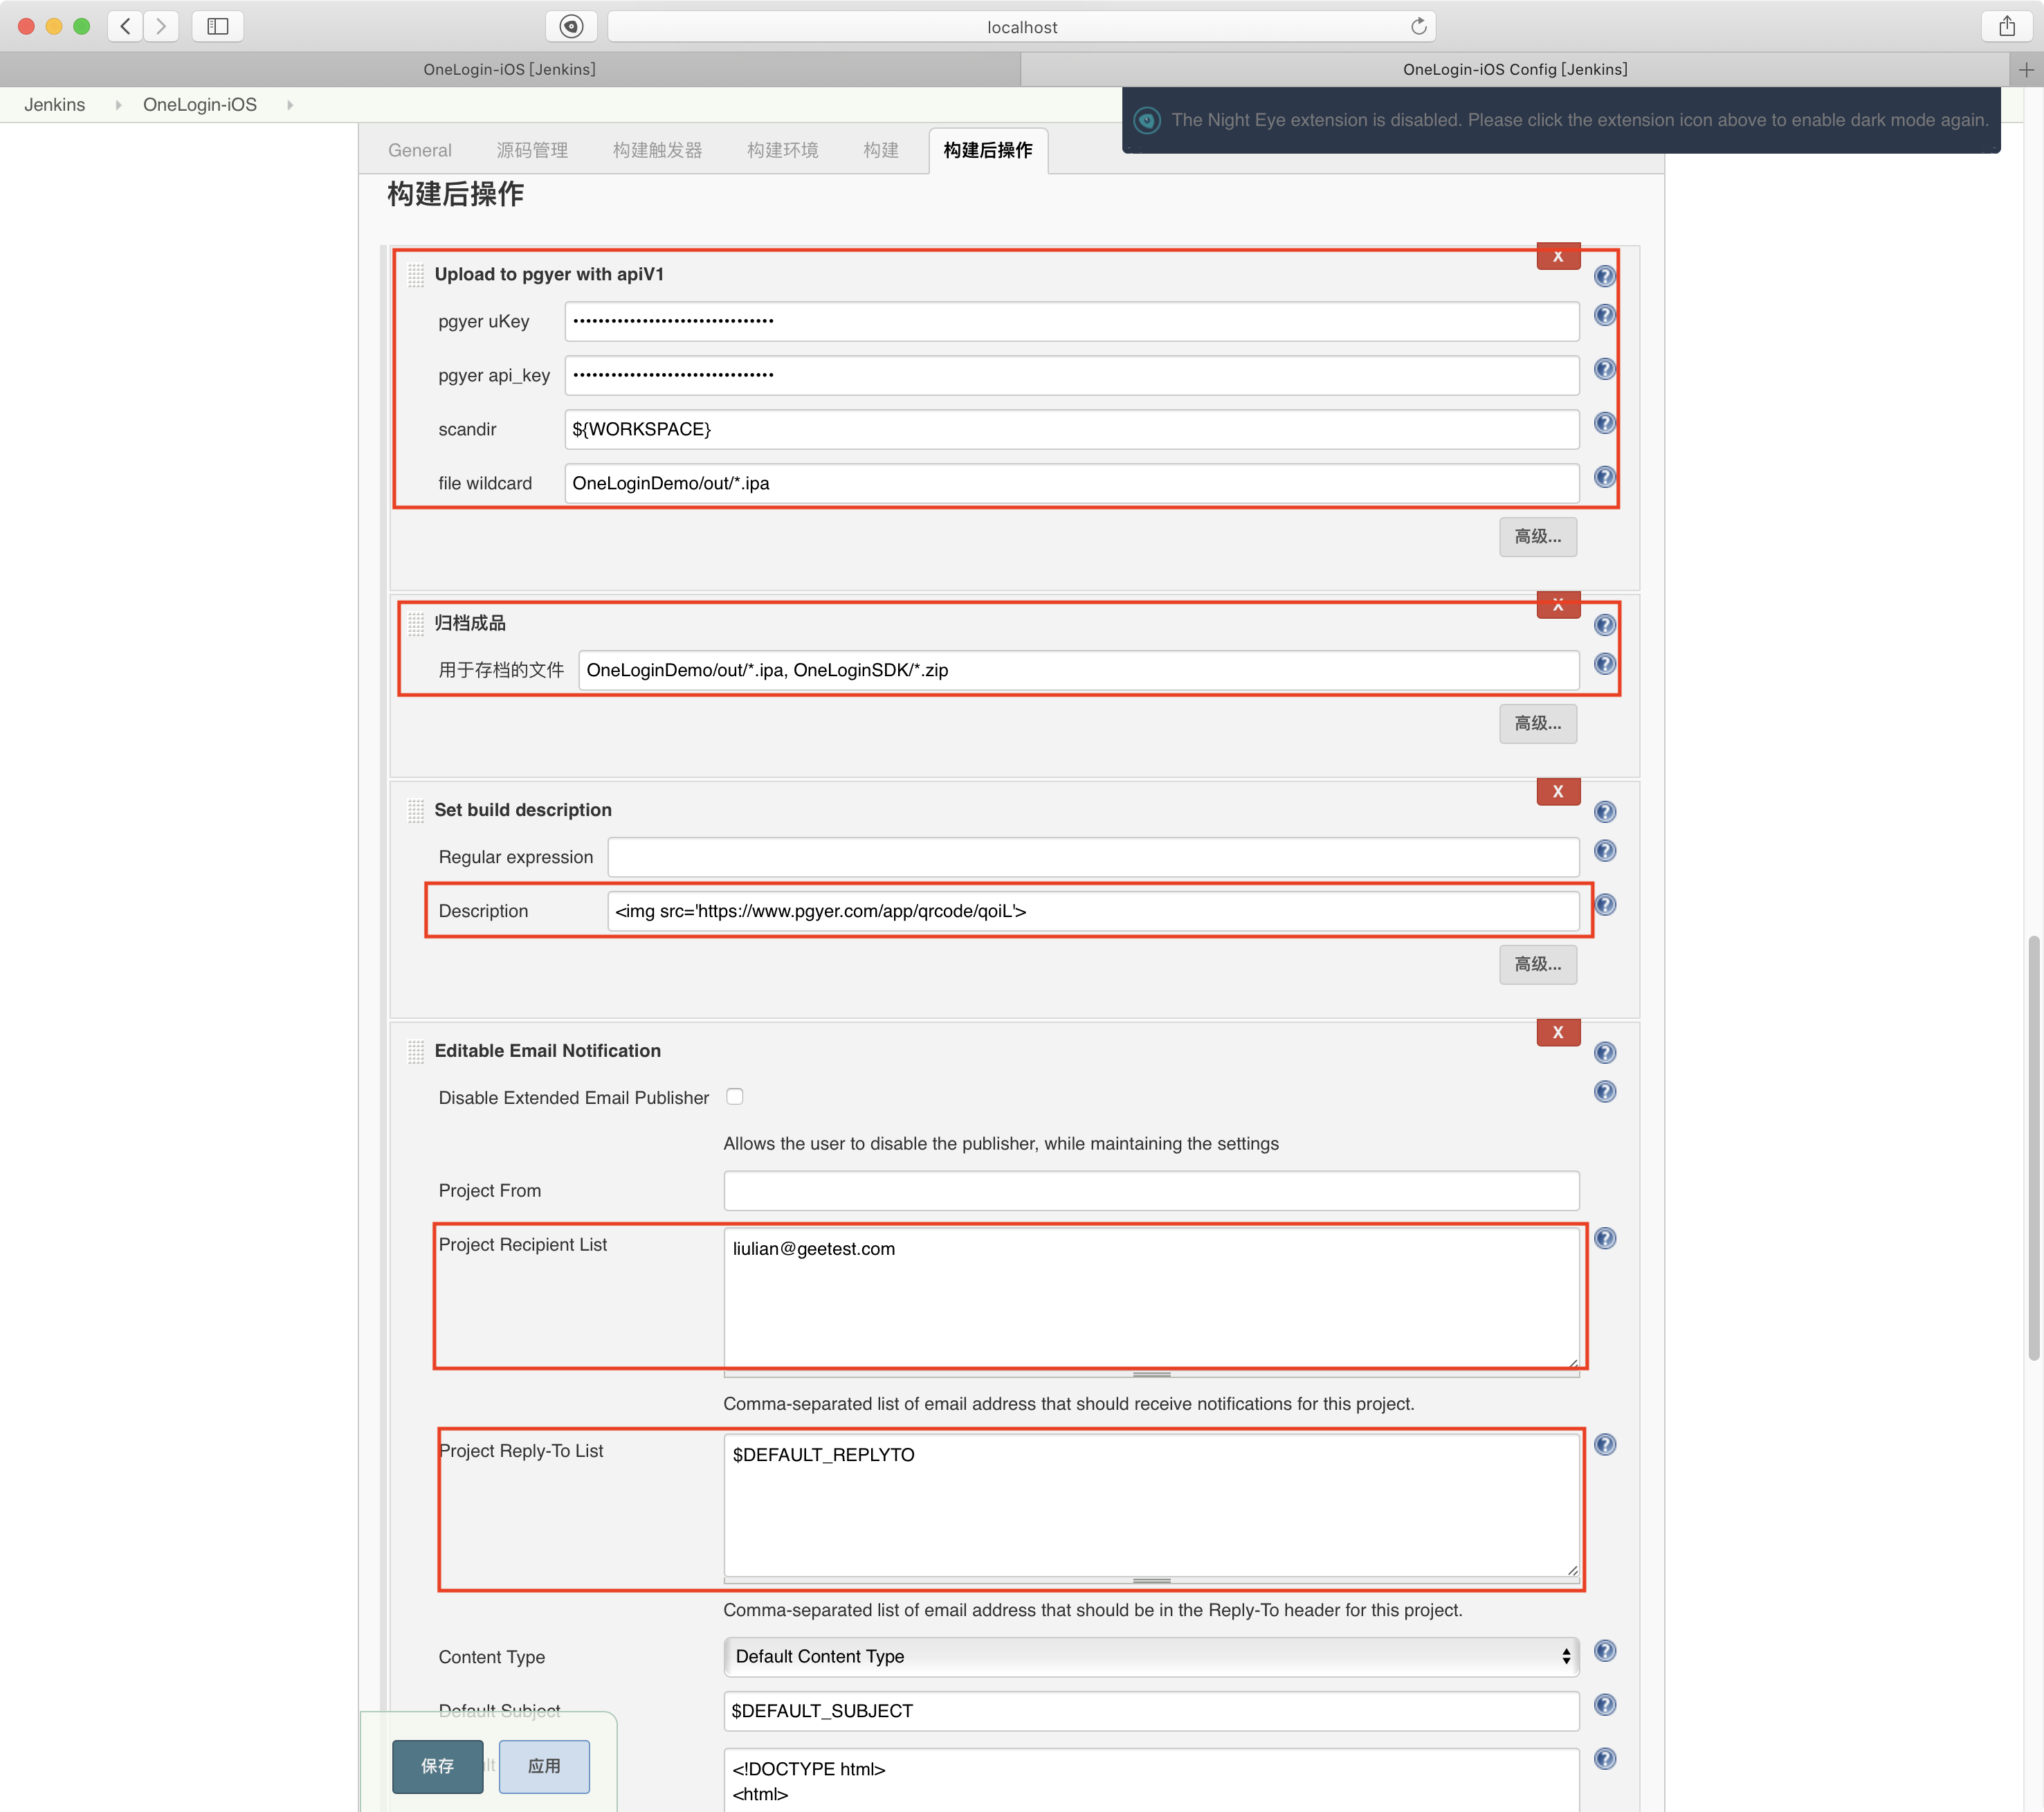 localhost
OneLogin-iOS [Jenkins]
OneLogin-iOS Config [Jenkins]
Jenkins
OneLogin-iOS
The Night Eye extension is disabled. Please click the extension icon above to enable dark mode again.
General
源码管理
构建触发器
构建环境
构建
构建后操作
构建后操作
X
Upload to pgyer with apiV1
pgyer uKey
••••••••••••••••••••••••••••••••
pgyer api_key
••••••••••••••••••••••••••••••••
scandir
${WORKSPACE}
file wildcard
OneLoginDemo/out/*.ipa
高级...
X
归档成品
用于存档的文件
OneLoginDemo/out/*.ipa, OneLoginSDK/*.zip
高级...
X
Set build description
Regular expression
Description
<img src='https://www.pgyer.com/app/qrcode/qoiL'>
高级...
X
Editable Email Notification
Disable Extended Email Publisher
Allows the user to disable the publisher, while maintaining the settings
Project From
Project Recipient List
liulian@geetest.com
Comma-separated list of email address that should receive notifications for this project.
Project Reply-To List
$DEFAULT_REPLYTO
Comma-separated list of email address that should be in the Reply-To header for this project.
Content Type
Default Content Type
Default Subject
$DEFAULT_SUBJECT
保存
应用
<!DOCTYPE html>
<html>